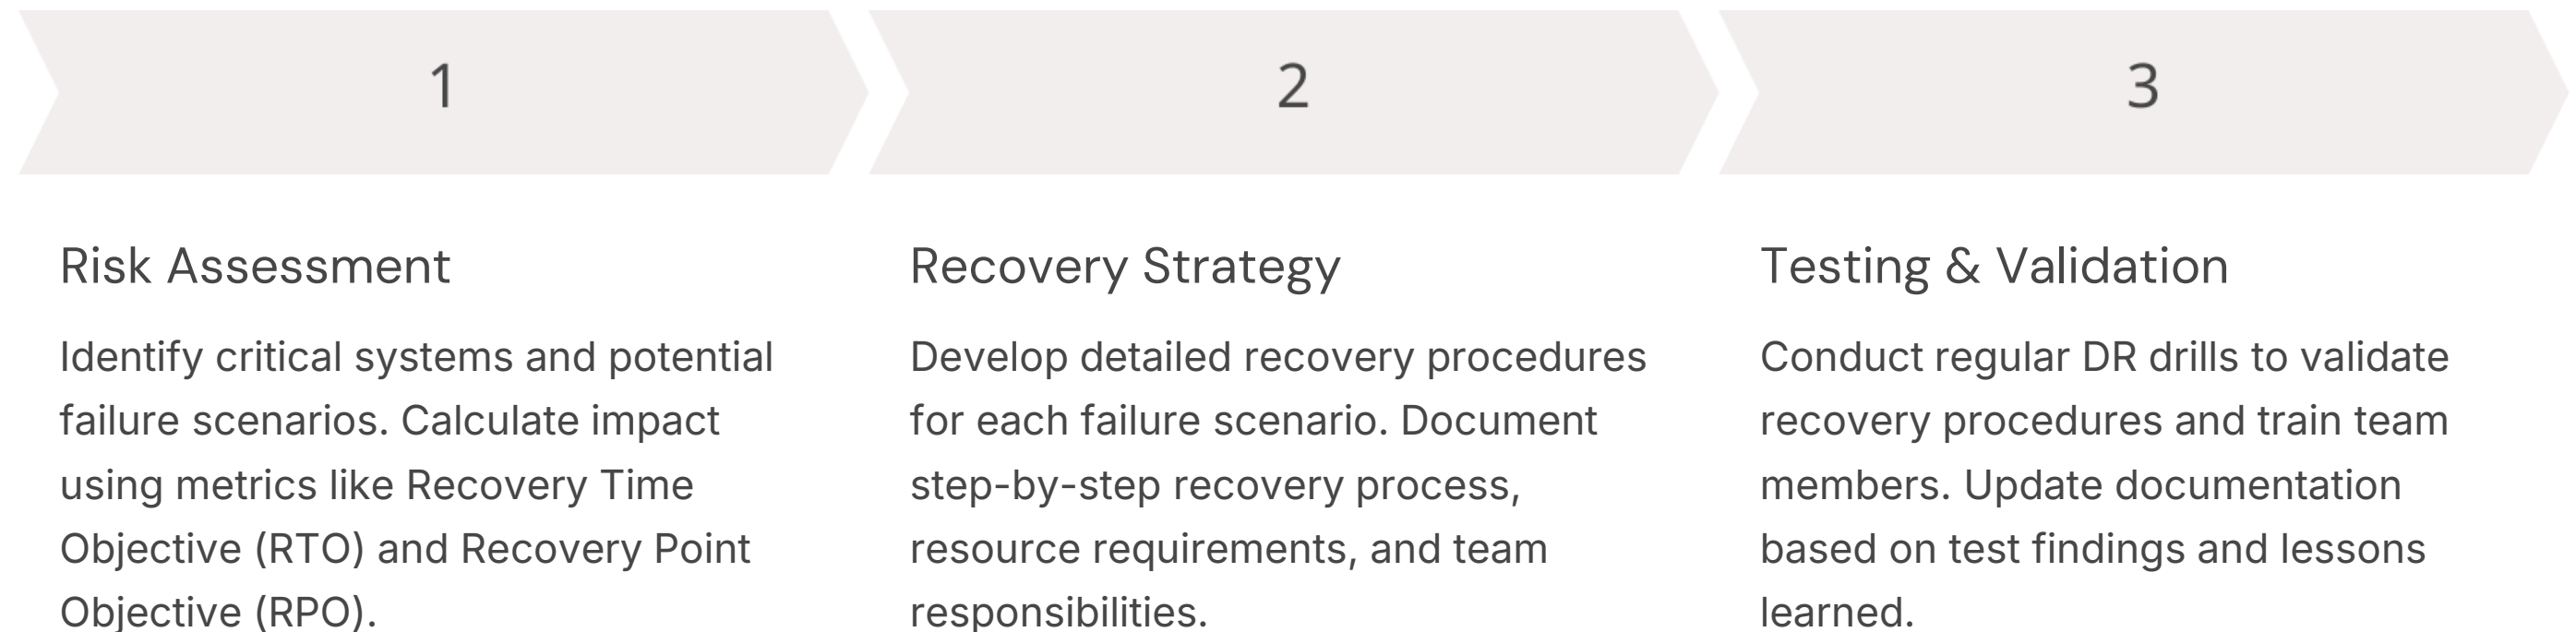 1
Risk Assessment
Identify critical systems and potential
failure scenarios. Calculate impact
using metrics like Recovery Time
Objective (RTO) and Recovery Point
Objective (RPO).
2
Recovery Strategy
Develop detailed recovery procedures
for each failure scenario. Document
step-by-step recovery process,
resource requirements, and team
responsibilities.
3
Testing & Validation
Conduct regular DR drills to validate
recovery procedures and train team
members. Update documentation
based on test findings and lessons
learned.